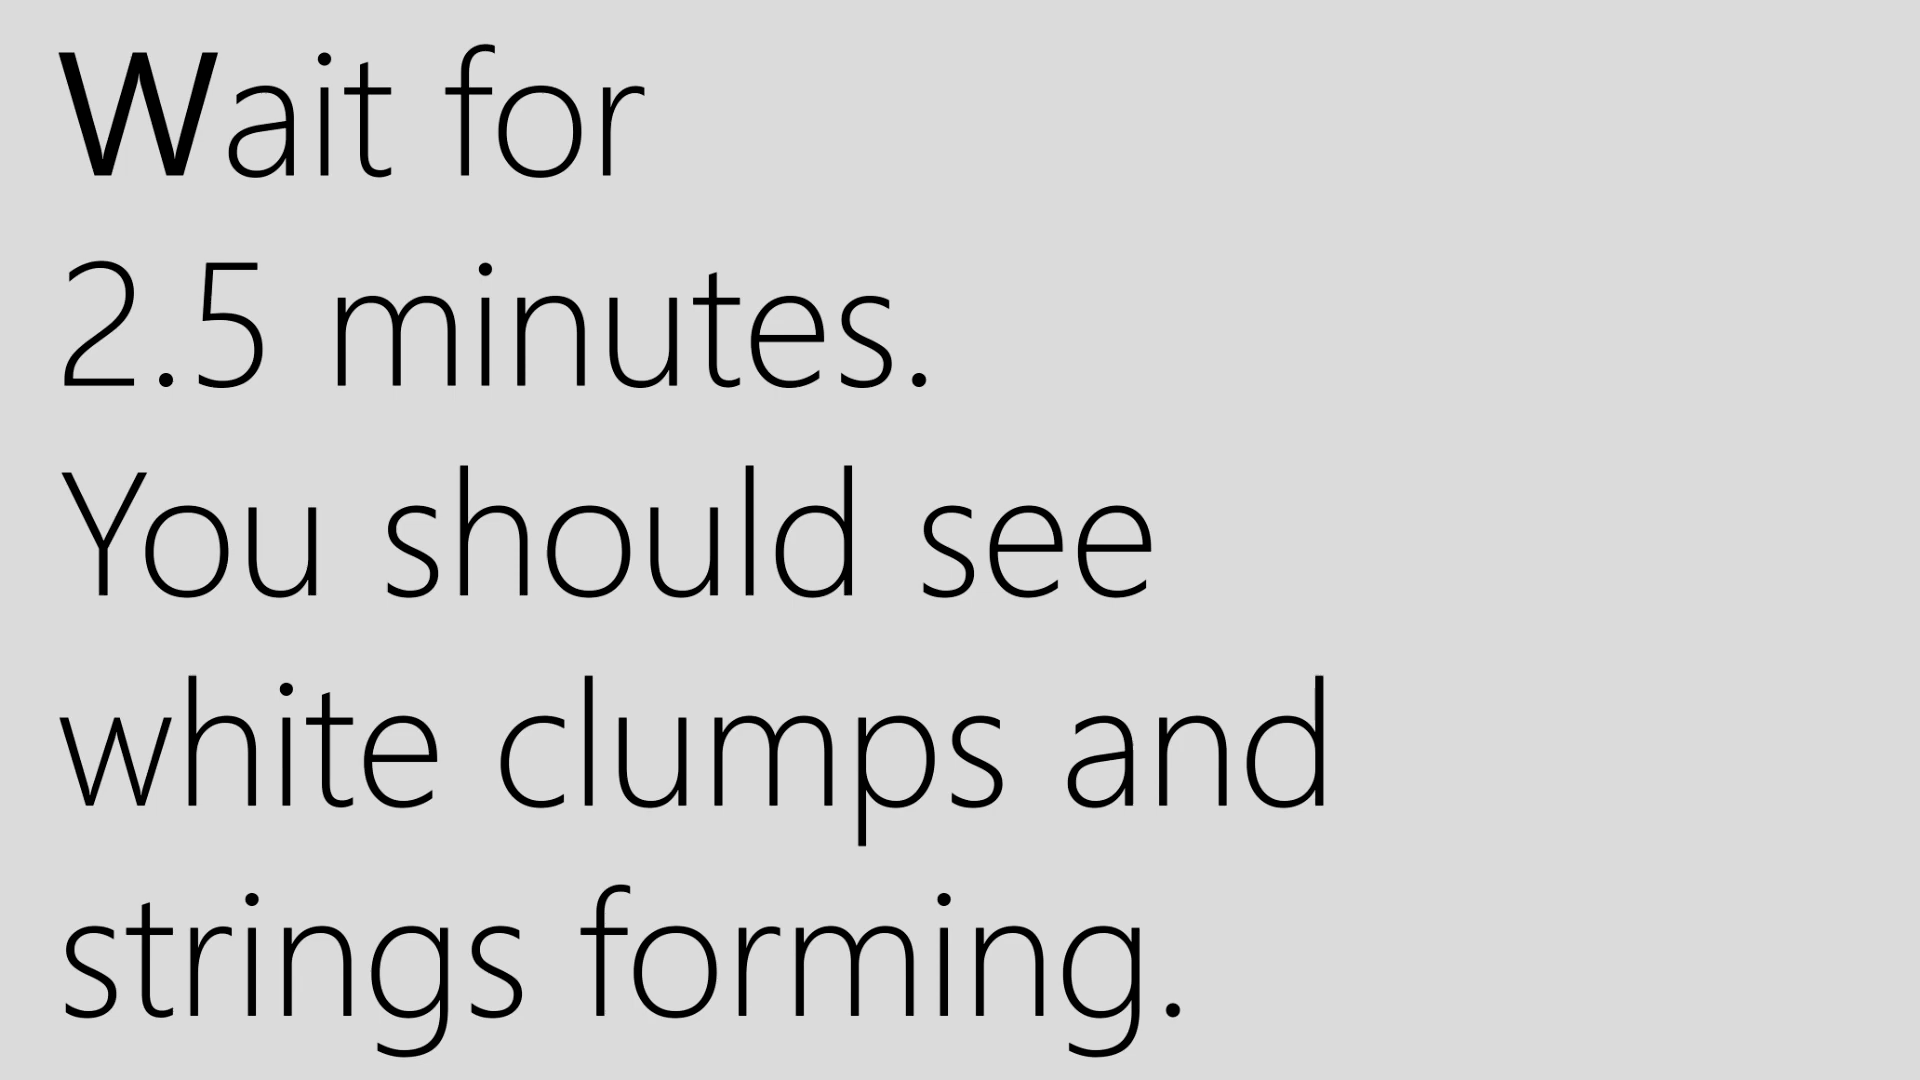 Wait for
2.5 minutes.
You should see
white clumps and
strings forming.